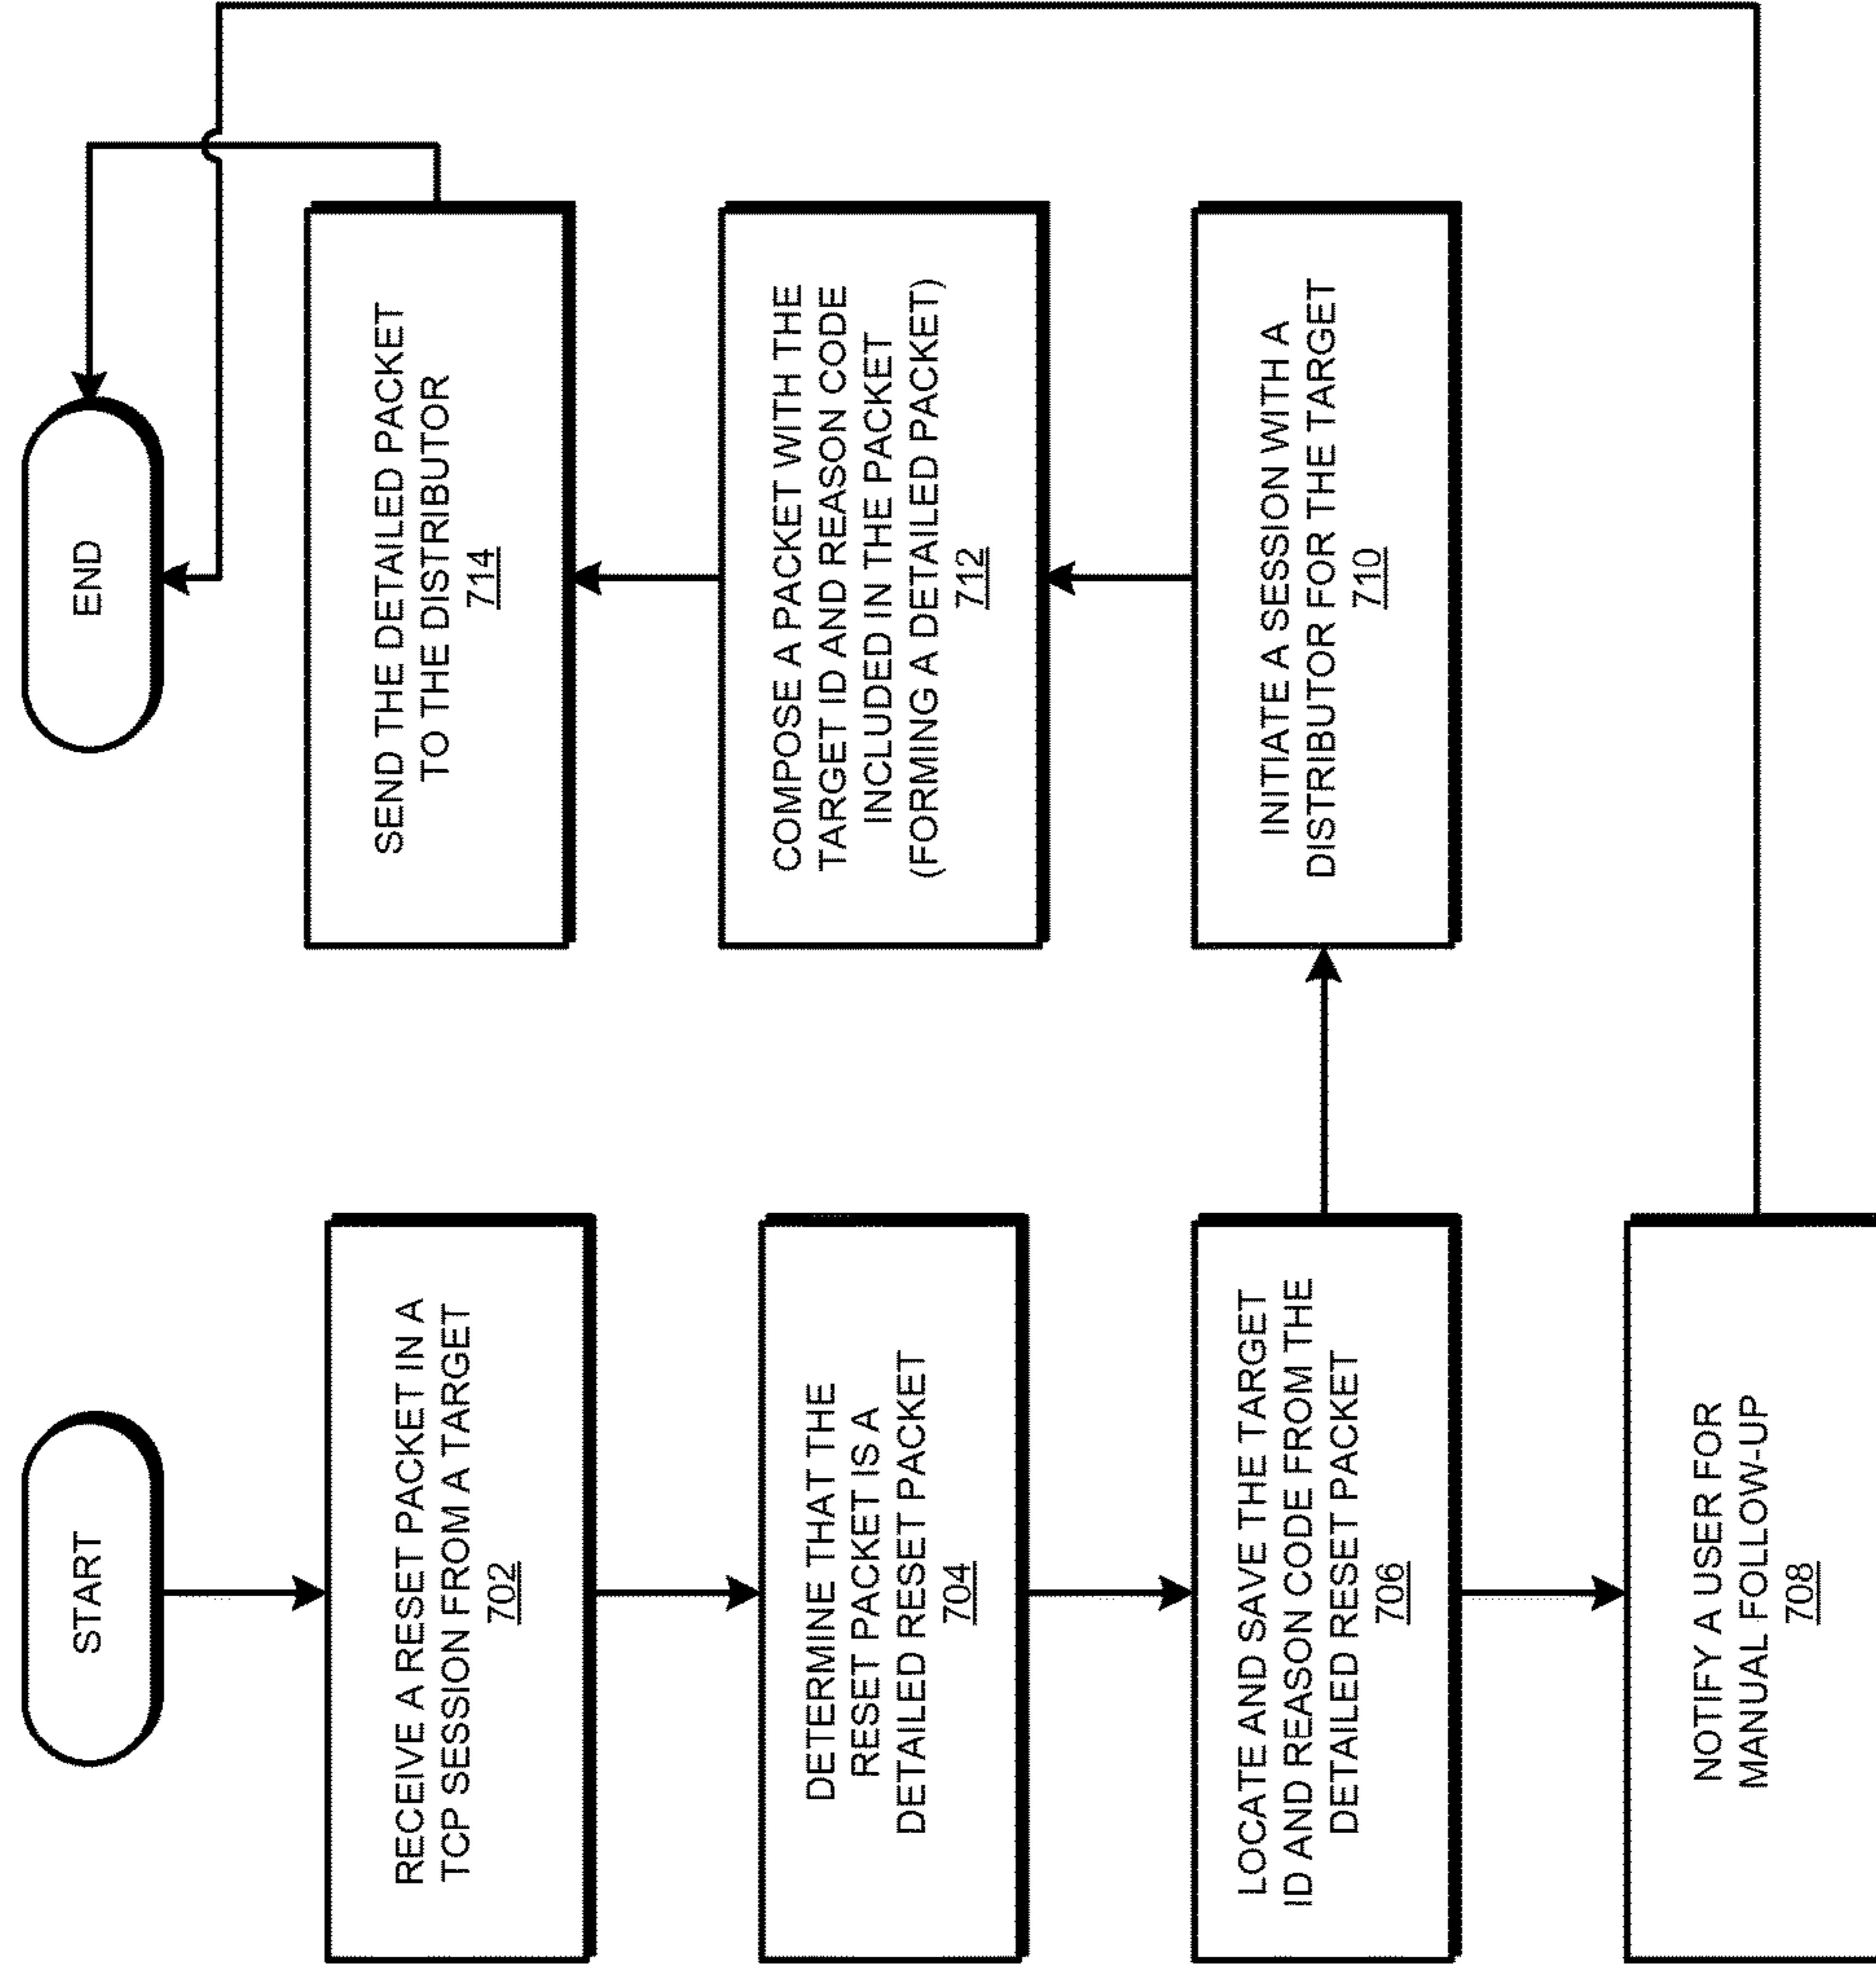 START
RECEIVE A RESET PACKET IN A
TCP SESSION FROM A TARGET
702
DETERMINE THAT THE
RESET PACKET IS A
DETAILED RESET PACKET
704
LOCATE AND SAVE THE TARGET
ID AND REASON CODE FROM THE
DETAILED RESET PACKET
706
NOTIFY A USER FOR
MANUAL FOLLOW-UP
708
INITIATE A SESSION WITH A
DISTRIBUTOR FOR THE TARGET
710
COMPOSE A PACKET WITH THE
TARGET ID AND REASON CODE
INCLUDED IN THE PACKET
(FORMING A DETAILED PACKET)
712
SEND THE DETAILED PACKET
TO THE DISTRIBUTOR
714
END